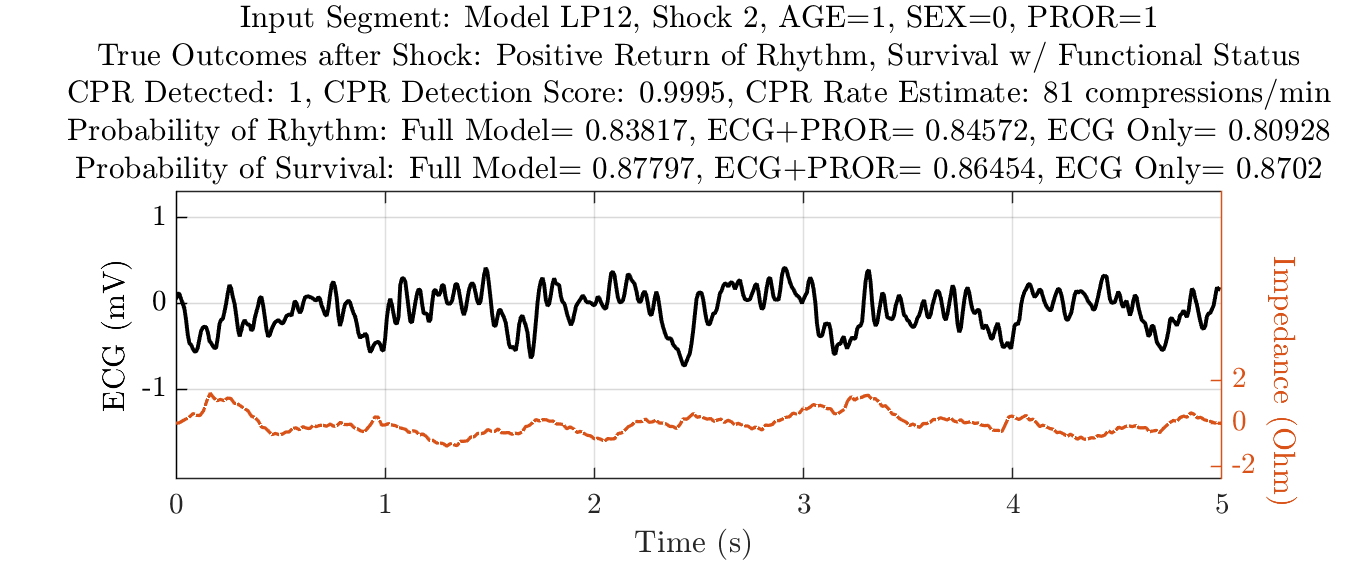 Input Segment: Model LP12, Shock 2, AGE=1, SEX=0, PROR=1
True Outcomes after Shock: Positive Return of Rhythm, Survival w/ Functional Status
CPR Detected: 1, CPR Detection Score: 0.9995, CPR Rate Estimate: 81 compressions/min
Probability of Rhythm: Full Model= 0.83817, ECG+PROR= 0.84572, ECG Only= 0.80928
Probability of Survival: Full Model= 0.87797, ECG+PROR= 0.86454, ECG Only= 0.8702
ECG (mV)
1
0
-1
2
0
-2
Impedance (Ohm)
0 1 2 3 4 5
Time (s)